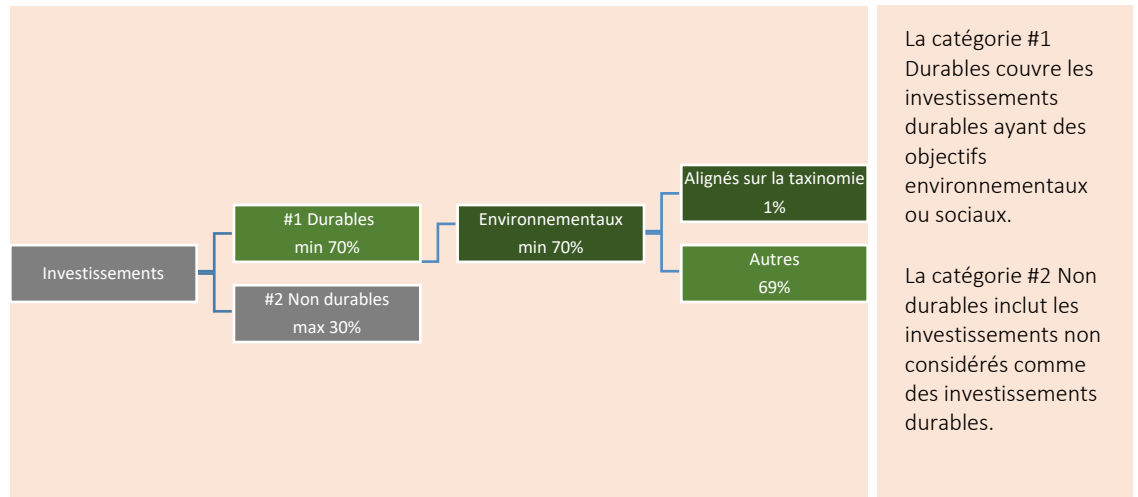 Investissements
#1 Durables
min 70%
#2 Non durables
max 30%
Environnementaux
min 70%
Alignés sur la taxinomie
1%
Autres
69%
La catégorie #1
Durables couvre les
investissements
durables ayant des
objectifs
environnementaux
ou sociaux.
La catégorie #2 Non
durables inclut les
investissements non
considérés comme
des investissements
durables.